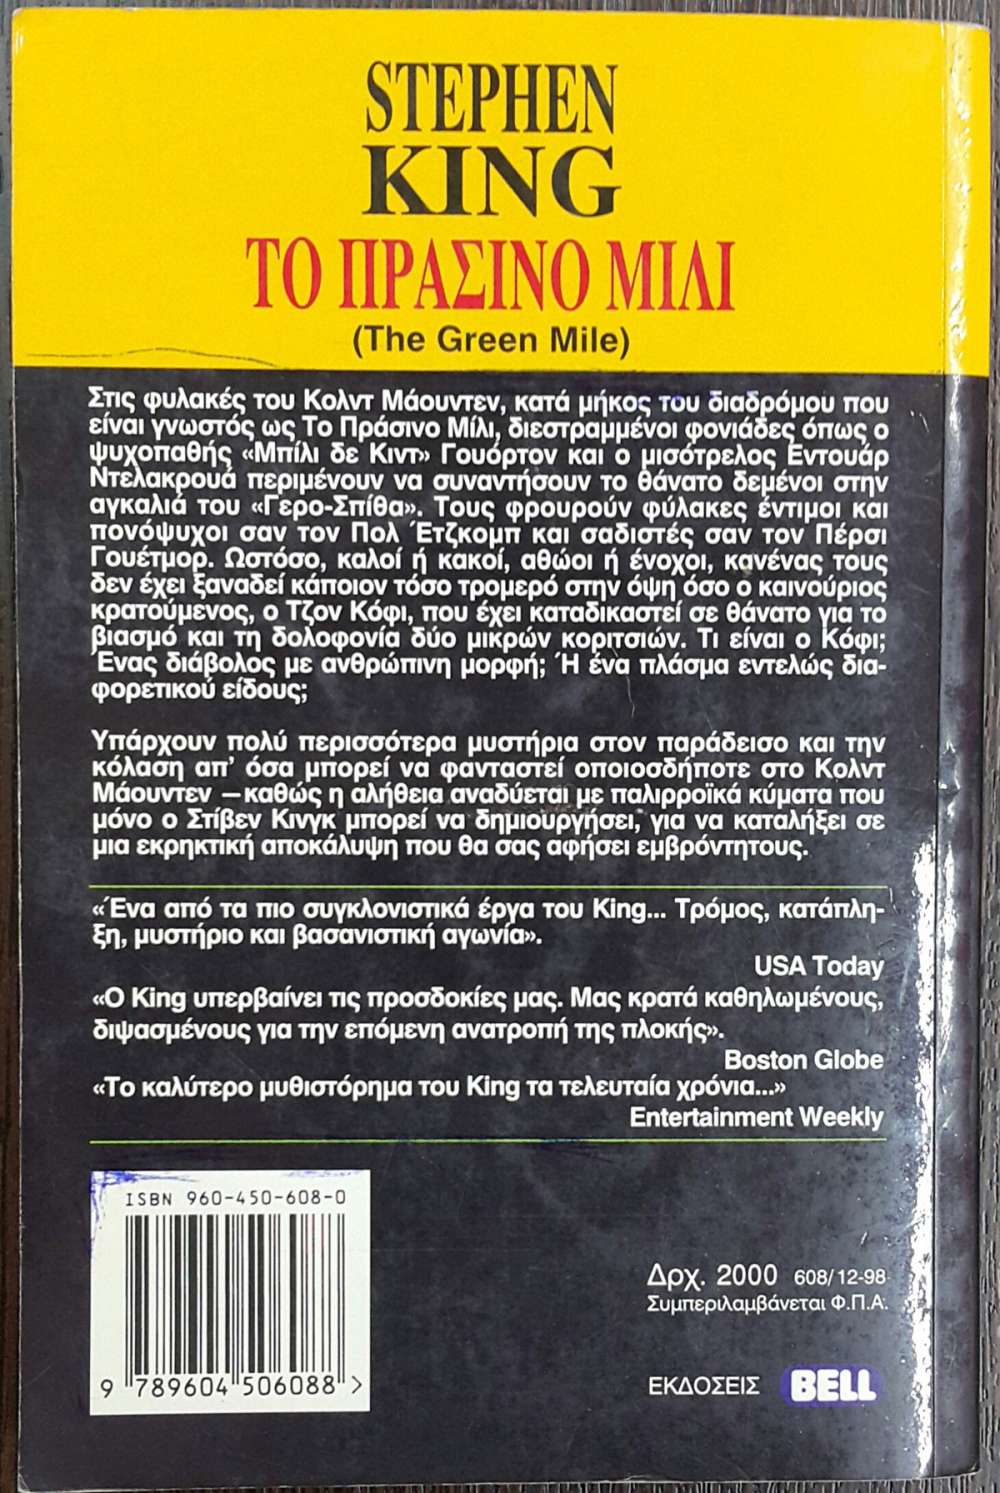 STEPHEN
KING
ΤΟ ΠΡΑΣΙΝΟ ΜΙΛΙ
(The Green Mile)
Στις φυλακές του Κολντ Μάουντεν, κατά μήκος του διαδρόμου που
είναι γνωστός ως Το Πράσινο Μίλι, διεστραμμένοι φονιάδες όπως ο
ψυχοπαθής «Μπίλι δε Κιντ» Γουόρτον και ο μισότρελος Εντουάρ
Ντελακρουά περιμένουν να συναντήσουν το θάνατο δεμένοι στην
αγκαλιά του «Γερο-Σπίθα». Τους φρουρούν φύλακες έντιμοι και
πονόψυχοι σαν τον Πολ Έτζκομπ και σαδιστές σαν τον Πέρσι
Γουέτμορ. Ωστόσο, καλοί ή κακοί, αθώοι ή ένοχοι, κανένας τους
δεν έχει ξαναδεί κάποιον τόσο τρομερό στην όψη όσο ο καινούριος
κρατούμενος, ο Τζον Κόφι, που έχει καταδικαστεί σε θάνατο για το
βιασμό και τη δολοφονία δύο μικρών κοριτσιών. Τι είναι ο Κόφι;
Ένας διάβολος με ανθρώπινη μορφή; Ή ένα πλάσμα εντελώς δια-
φορετικού είδους;
Υπάρχουν πολύ περισσότερα μυστήρια στον παράδεισο και την
κόλαση απ' όσα μπορεί να φανταστεί οποιοσδήποτε στο Κολντ
Μάουντεν —καθώς η αλήθεια αναδύεται με παλιρροϊκά κύματα που
μόνο ο Στίβεν Κινγκ μπορεί να δημιουργήσει, για να καταλήξει σε
μια εκρηκτική αποκάλυψη που θα σας αφήσει εμβρόντητους.
«Ένα από τα πιο συγκλονιστικά έργα του King... Τρόμος, κατάπλη-
ξη, μυστήριο και βασανιστική αγωνία».
USA Today
«Ο King υπερβαίνει τις προσδοκίες μας. Μας κρατά καθηλωμένους,
διψασμένους για την επόμενη ανατροπή της πλοκής».
Boston Globe
«Το καλύτερο μυθιστόρημα του King τα τελευταία χρόνια...»
Entertainment Weekly
ISBN 960-450-608-0
9 789604 506088 >
Δρχ. 2000 608/12-98
Συμπεριλαμβάνεται Φ.Π.Α.
ΕΚΔΟΣΕΙΣ BELL